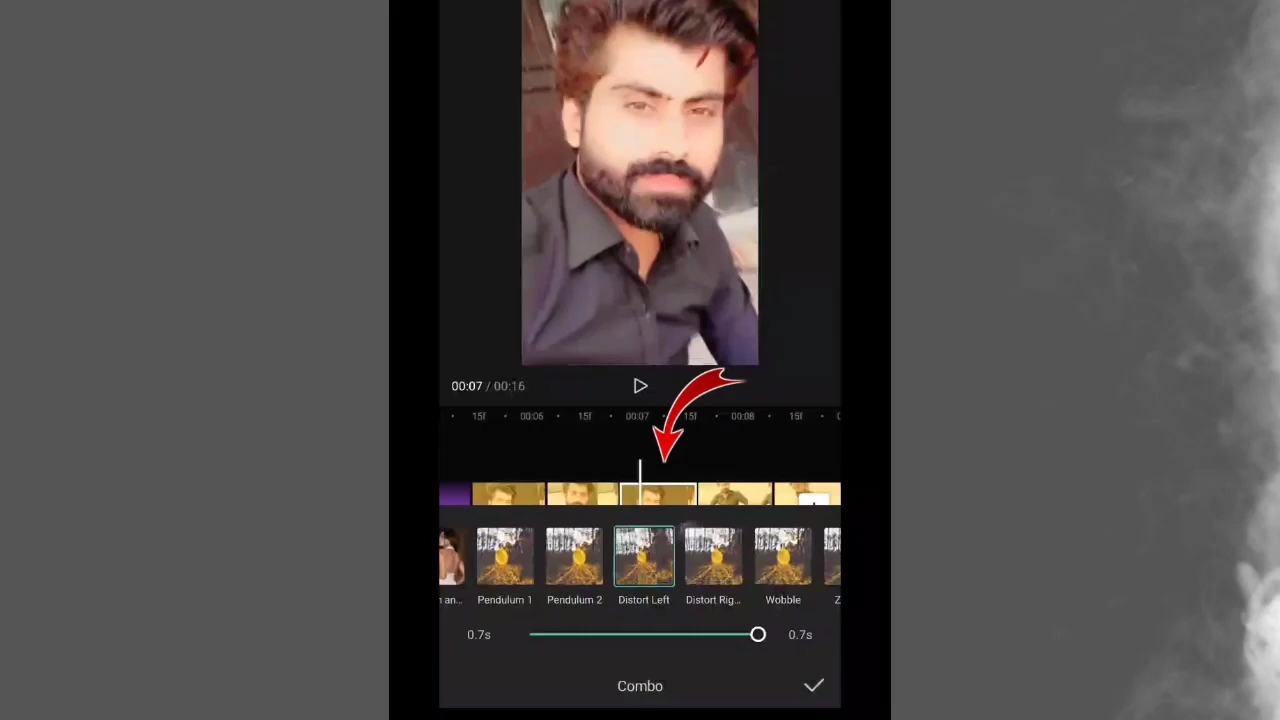 00:07 / 00:16
15f 00:06 15f 00:07 15f 00:08 15f
n an... Pendulum 1 Pendulum 2 Distort Left Distort Rig... Wobble Z
0.7s 0.7s
Combo